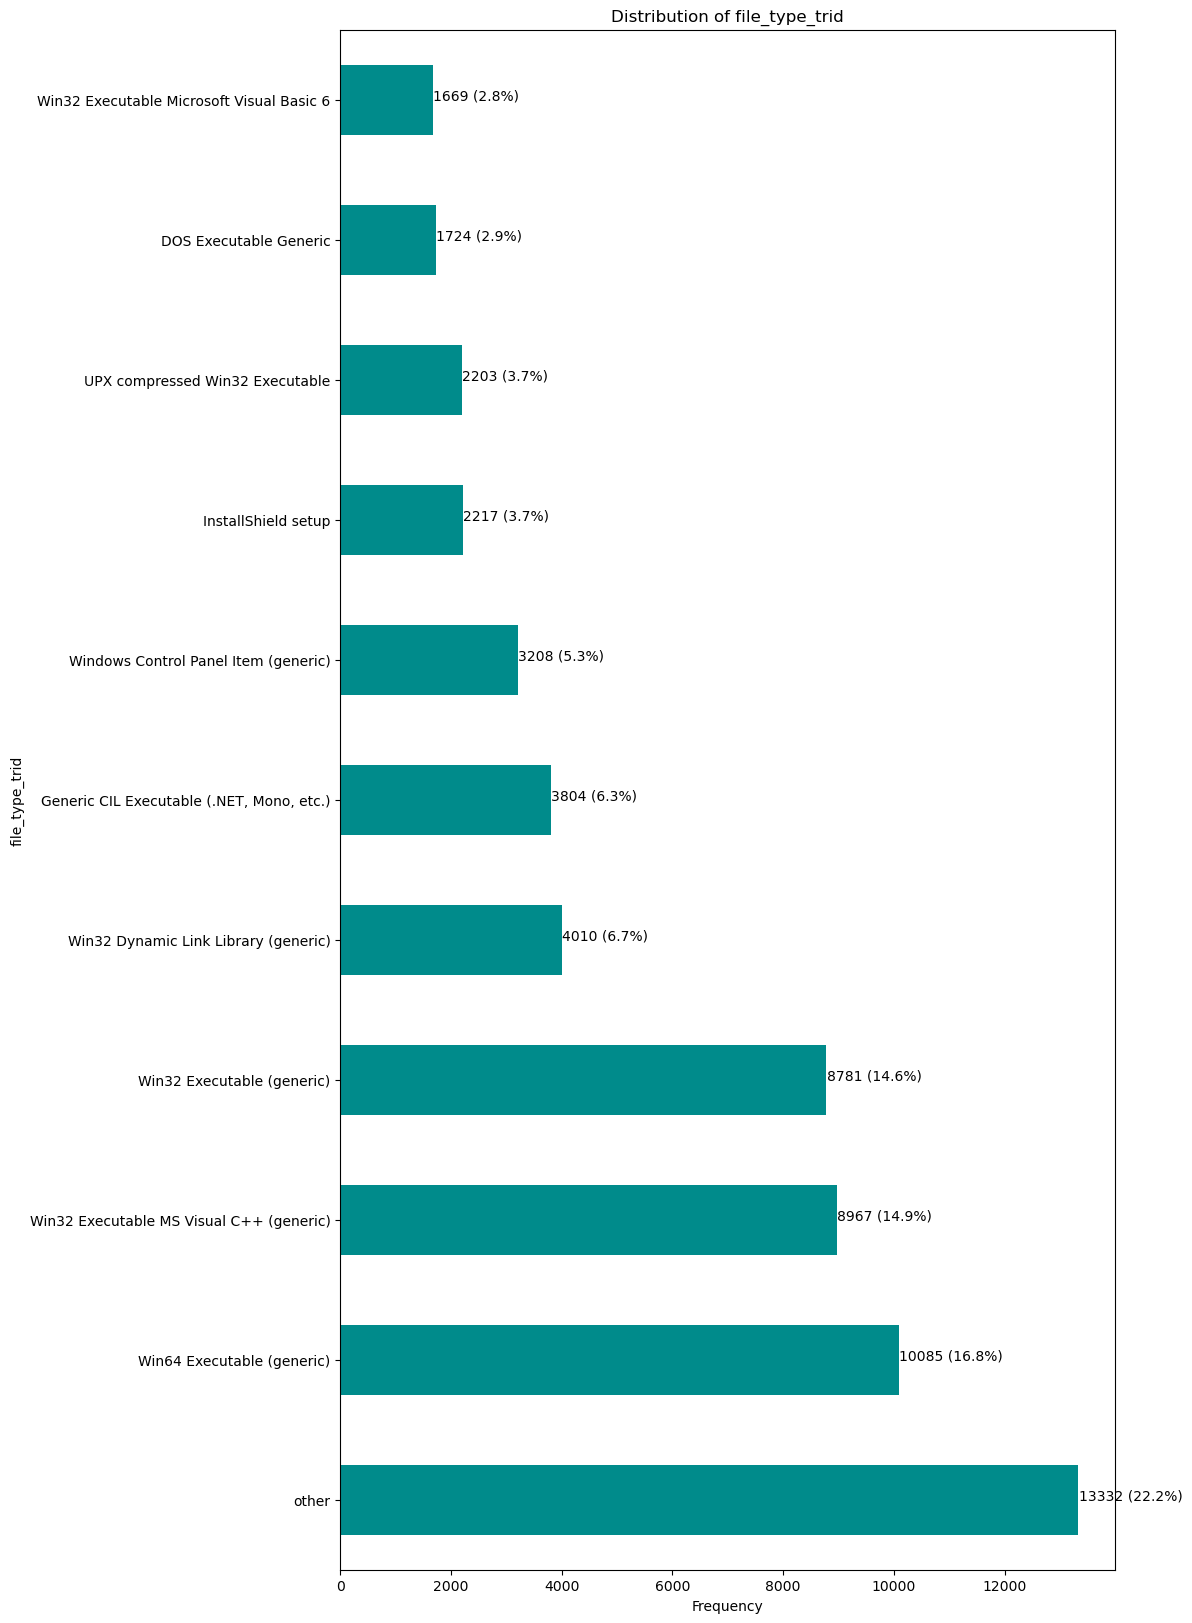 Distribution of file_type_trid
Win32 Executable Microsoft Visual Basic 6
1669 (2.8%)
DOS Executable Generic
1724 (2.9%)
UPX compressed Win32 Executable
2203 (3.7%)
InstallShield setup
2217 (3.7%)
Windows Control Panel Item (generic)
3208 (5.3%)
Generic CIL Executable (.NET, Mono, etc.)
3804 (6.3%)
Win32 Dynamic Link Library (generic)
4010 (6.7%)
Win32 Executable (generic)
8781 (14.6%)
Win32 Executable MS Visual C++ (generic)
8967 (14.9%)
Win64 Executable (generic)
10085 (16.8%)
other
13332 (22.2%)
file_type_trid
0 2000 4000 6000 8000 10000 12000
Frequency